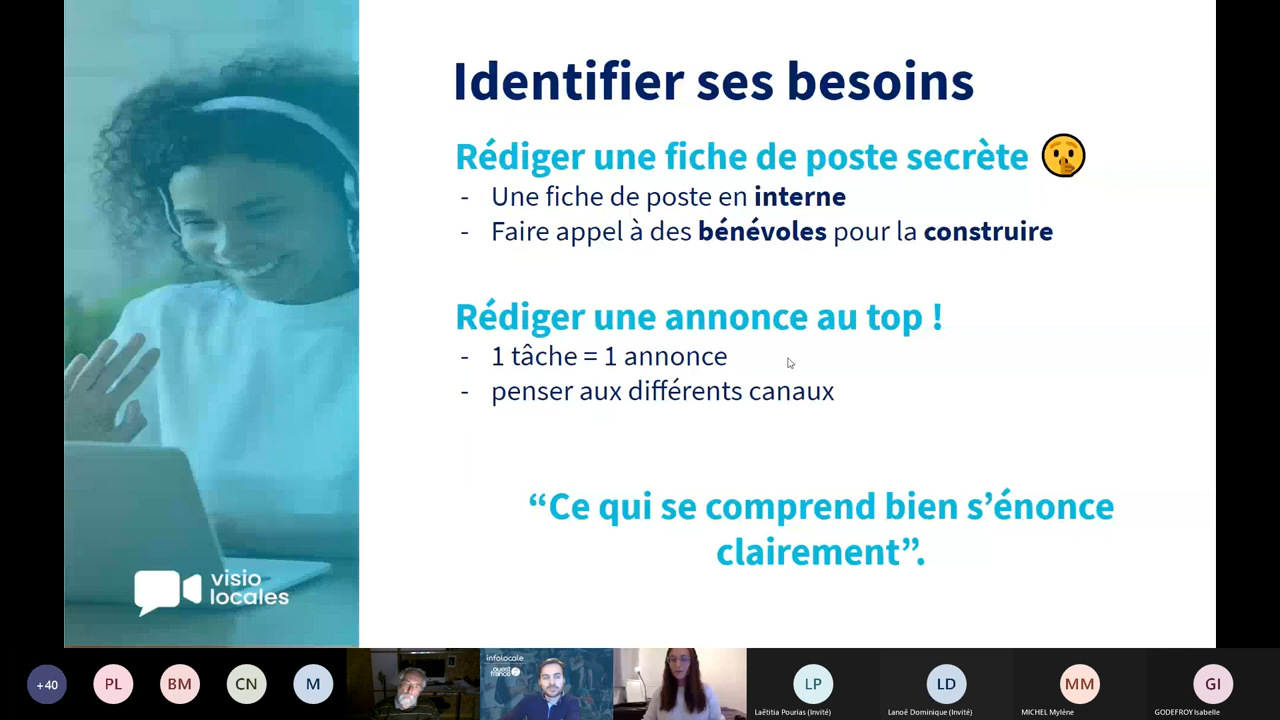 Identifier ses besoins
Rédiger une fiche de poste secrète
- Une fiche de poste en interne
- Faire appel à des bénévoles pour la construire
Rédiger une annonce au top !
- 1 tâche = 1 annonce
- penser aux différents canaux
“Ce qui se comprend bien s’énonce
clairement”.
visio
locales
+40
PL
BM
CN
M
infolocale
ouest
france
LP
LD
MM
GI
Laëtitia Pourias (Invité)
Lanoë Dominique (Invité)
MICHEL Mylène
GODEFROY Isabelle